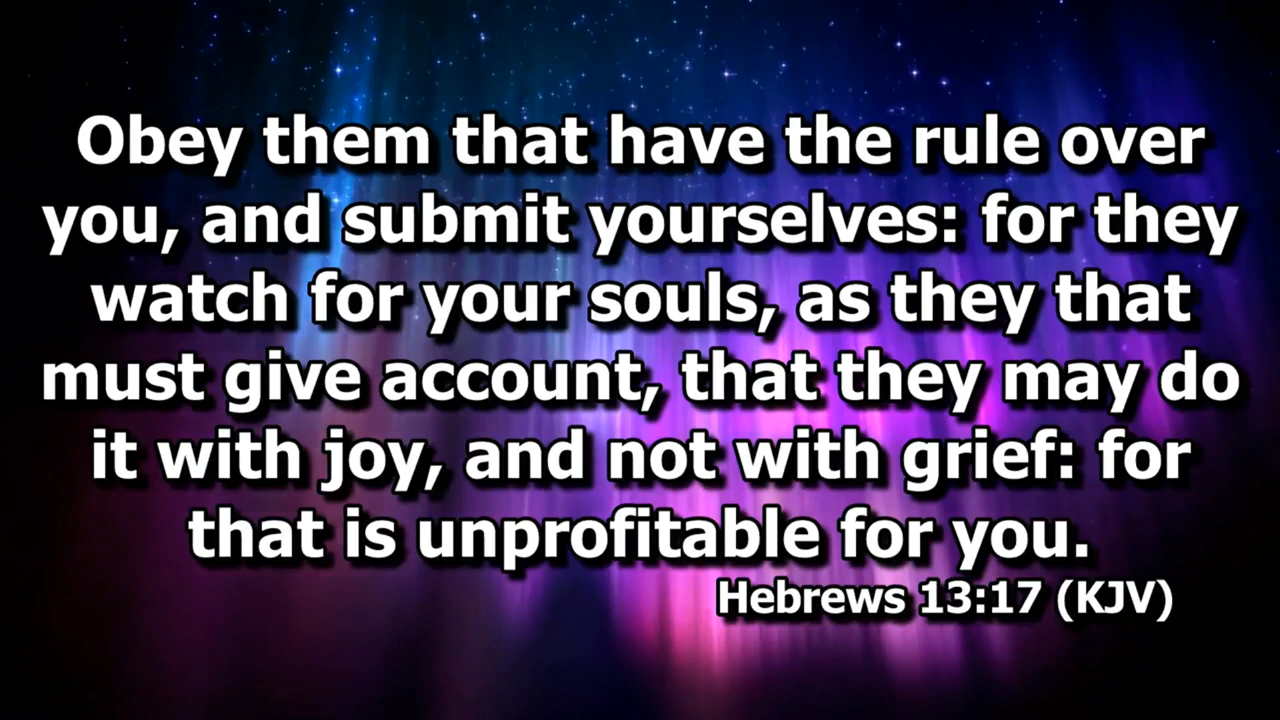 Obey them that have the rule over
you, and submit yourselves: for they
watch for your souls, as they that
must give account, that they may do
it with joy, and not with grief: for
that is unprofitable for you.
Hebrews 13:17 (KJV)